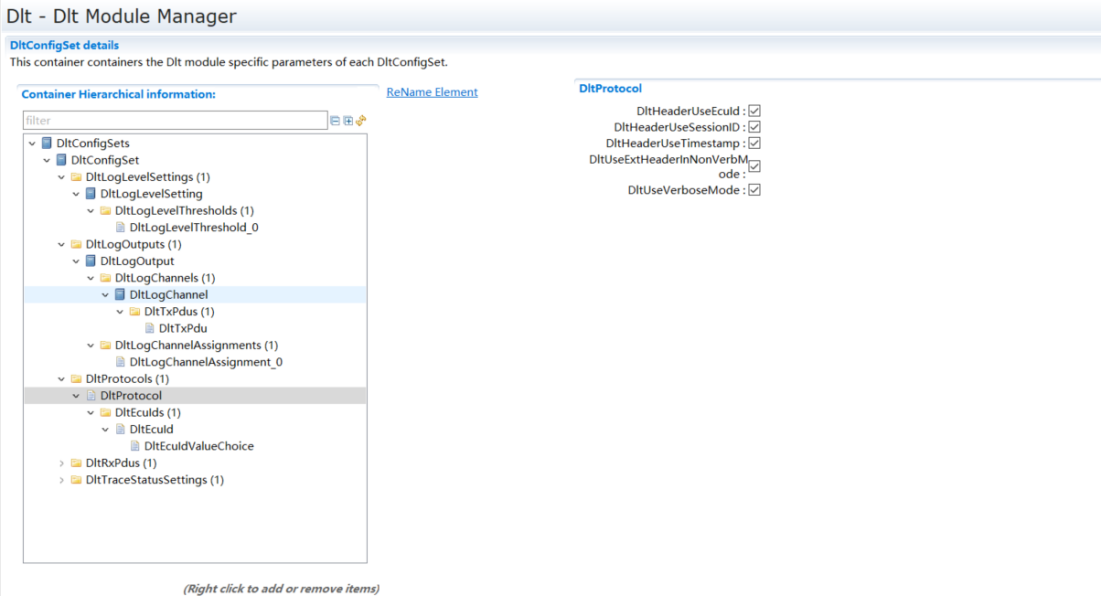 Dlt - Dlt Module Manager
DltConfigSet details
This container containers the Dlt module specific parameters of each DltConfigSet.
Container Hierarchical information:
ReName Element
filter
DltConfigSets
DltConfigSet
DltLogLevelSettings (1)
DltLogLevelSetting
DltLogLevelThresholds (1)
DltLogLevelThreshold_0
DltLogOutputs (1)
DltLogOutput
DltLogChannels (1)
DltLogChannel
DltTxPdus (1)
DltTxPdu
DltLogChannelAssignments (1)
DltLogChannelAssignment_0
DltProtocols (1)
DltProtocol
DltEcuIds (1)
DltEcuId
DltEcuIdValueChoice
DltRxPdus (1)
DltTraceStatusSettings (1)
(Right click to add or remove items)
DltProtocol
DltHeaderUseEcuId :
DltHeaderUseSessionID :
DltHeaderUseTimestamp :
DltUseExtHeaderInNonVerbM
ode :
DltUseVerboseMode :